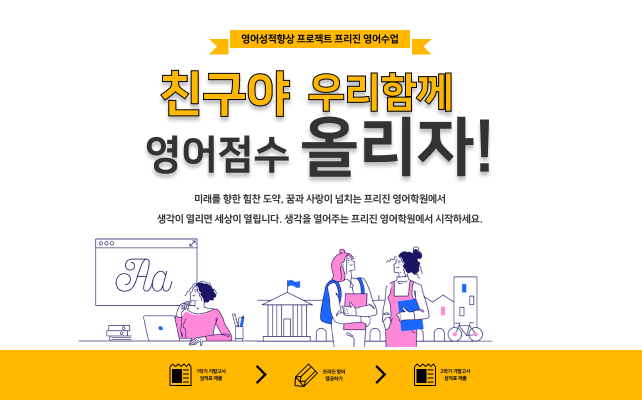 영어성적향상 프로젝트 프리진 영어수업
친구야 우리함께
영어점수 올리자!
미래를 향한 힘찬 도약, 꿈과 사랑이 넘치는 프리진 영어학원에서
생각이 열리면 세상이 열립니다. 생각을 열어주는 프리진 영어학원에서 시작하세요.
Aa
1학기 기말고사
성적표 제출
프리진 영어
열공하기
2학기 기말고사
성적표 제출